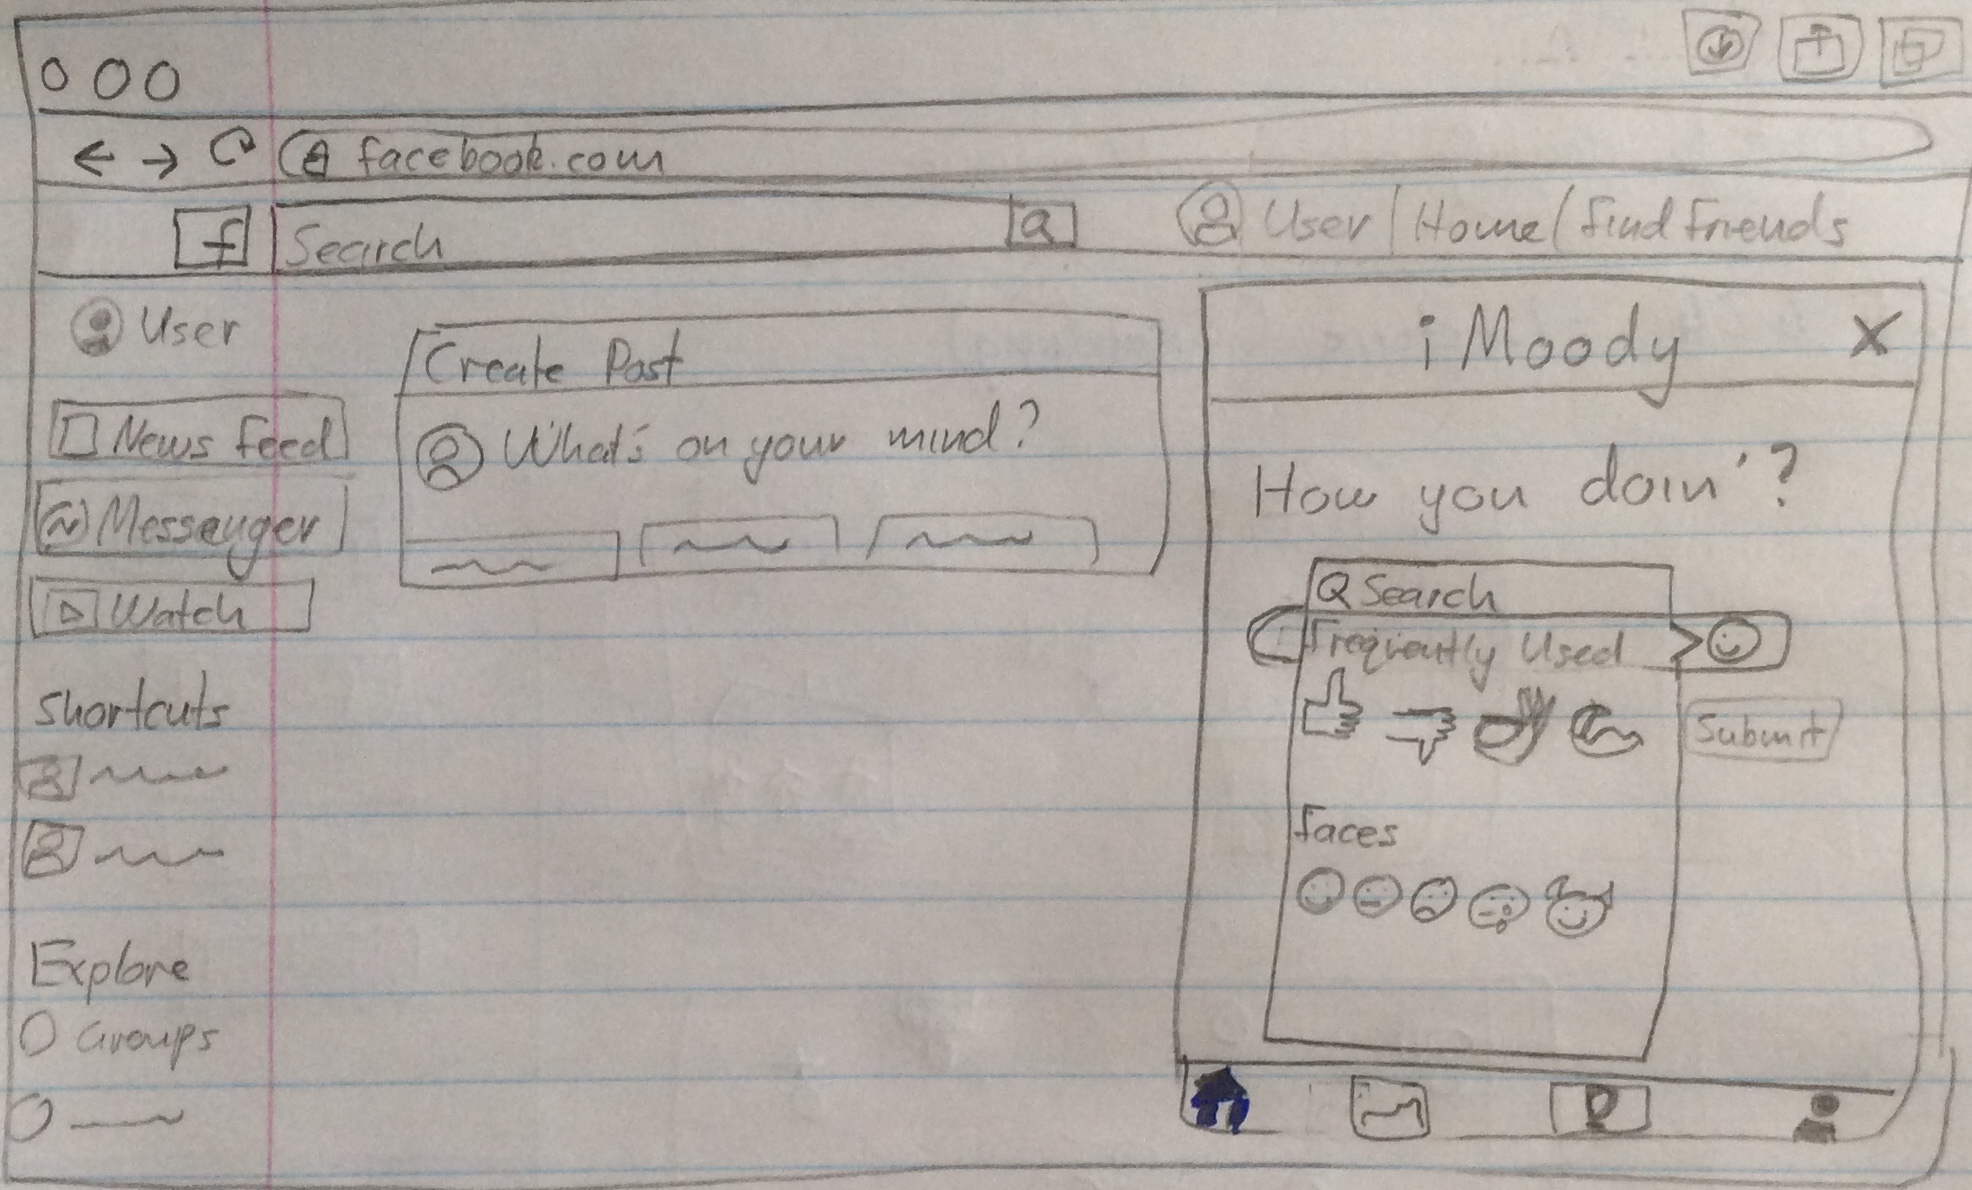 facebook.com
f Search
User | Home | find friends
User
Create Post
What's on your mind?
News feed
Messenger
Watch
Shortcuts
Explore
Groups
i Moody X
How you doin'?
Search
Frequently Used
Submit
faces